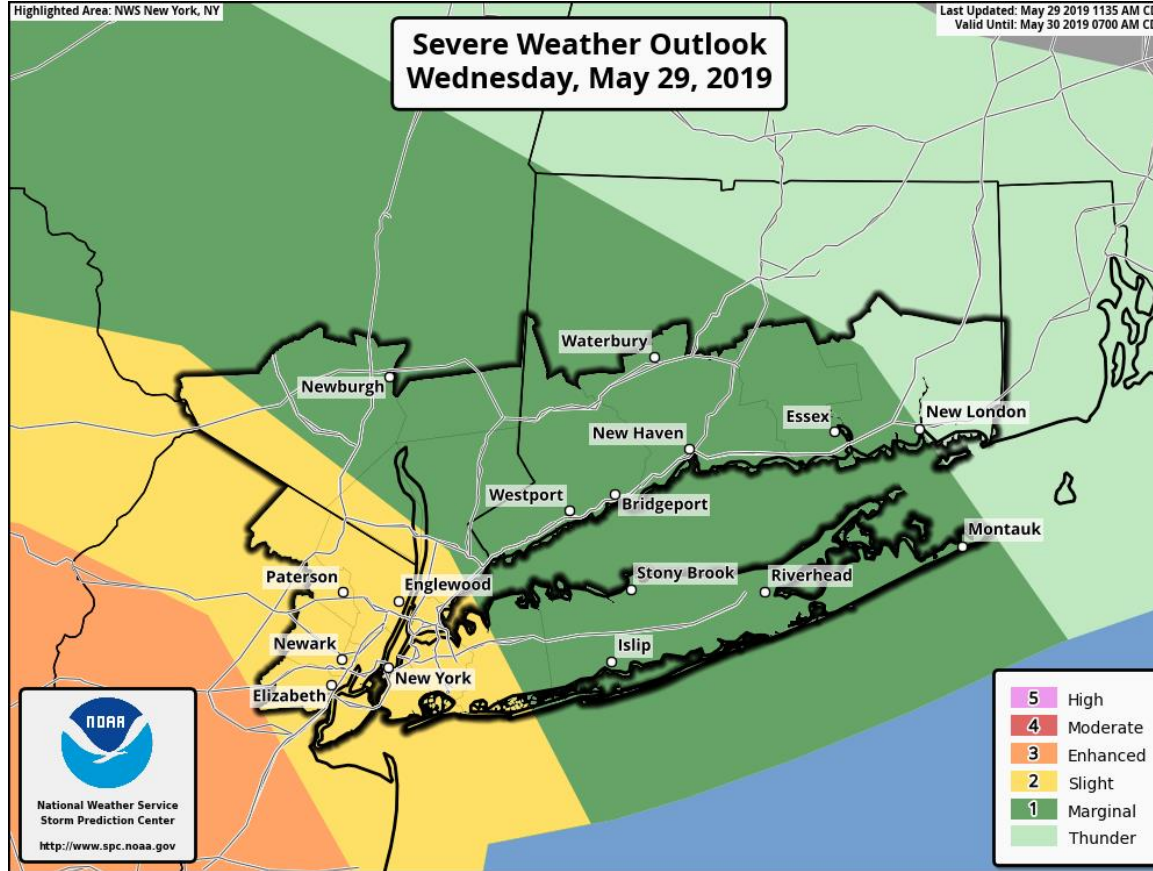 Highlighted Area: NWS New York, NY
Last Updated: May 29 2019 1135 AM
Valid Until: May 30 2019 0700 AM
Severe Weather Outlook
Wednesday, May 29, 2019
Waterbury
Newburgh
Essex
New London
New Haven
Westport
Bridgeport
Montauk
Paterson
Englewood
Stony Brook
Riverhead
Newark
Islip
New York
Elizabeth
NOAA
National Weather Service
Storm Prediction Center
http://www.spc.noaa.gov
5 High
4 Moderate
3 Enhanced
2 Slight
1 Marginal
Thunder